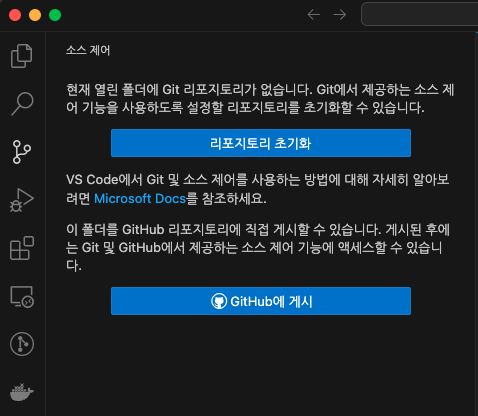 소스 제어
현재 열린 폴더에 Git 리포지토리가 없습니다. Git에서 제공하는 소스 제
어 기능을 사용하도록 설정할 리포지토리를 초기화할 수 있습니다.
리포지토리 초기화
VS Code에서 Git 및 소스 제어를 사용하는 방법에 대해 자세히 알아보
려면 Microsoft Docs를 참조하세요.
이 폴더를 GitHub 리포지토리에 직접 게시할 수 있습니다. 게시된 후에
는 Git 및 GitHub에서 제공하는 소스 제어 기능에 액세스할 수 있습니
다.
GitHub에 게시